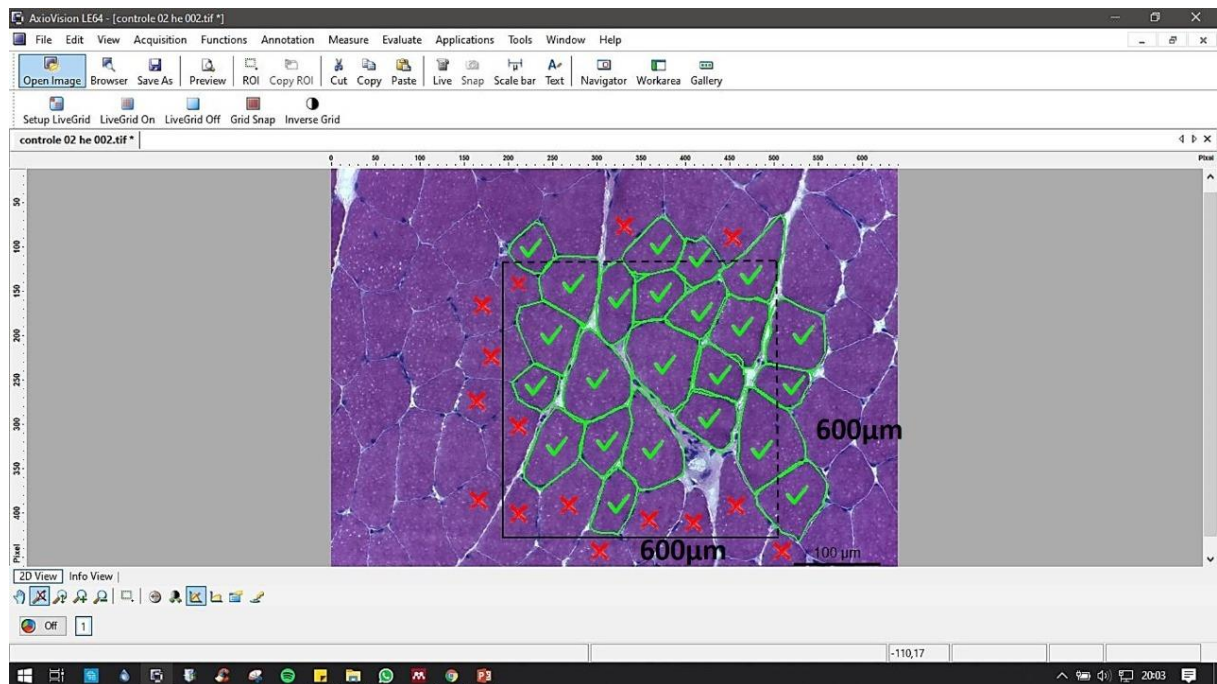 AxioVision LE64 - [controle 02 he 002.tif *]
File Edit View Acquisition Functions Annotation Measure Evaluate Applications Tools Window Help
Open Image Browser Save As Preview ROI Copy ROI Cut Copy Paste Live Snap Scale bar Text Navigator Workarea Gallery
Setup LiveGrid LiveGrid On LiveGrid Off Grid Snap Inverse Grid
controle 02 he 002.tif *
0 50 100 150 200 250 300 350 400 450 500 550 600 Pixel
50
100
150
200
250
300
350
400
Pixel
600µm
600µm
100 µm
2D View Info View
Off 1
-110,17
20:03